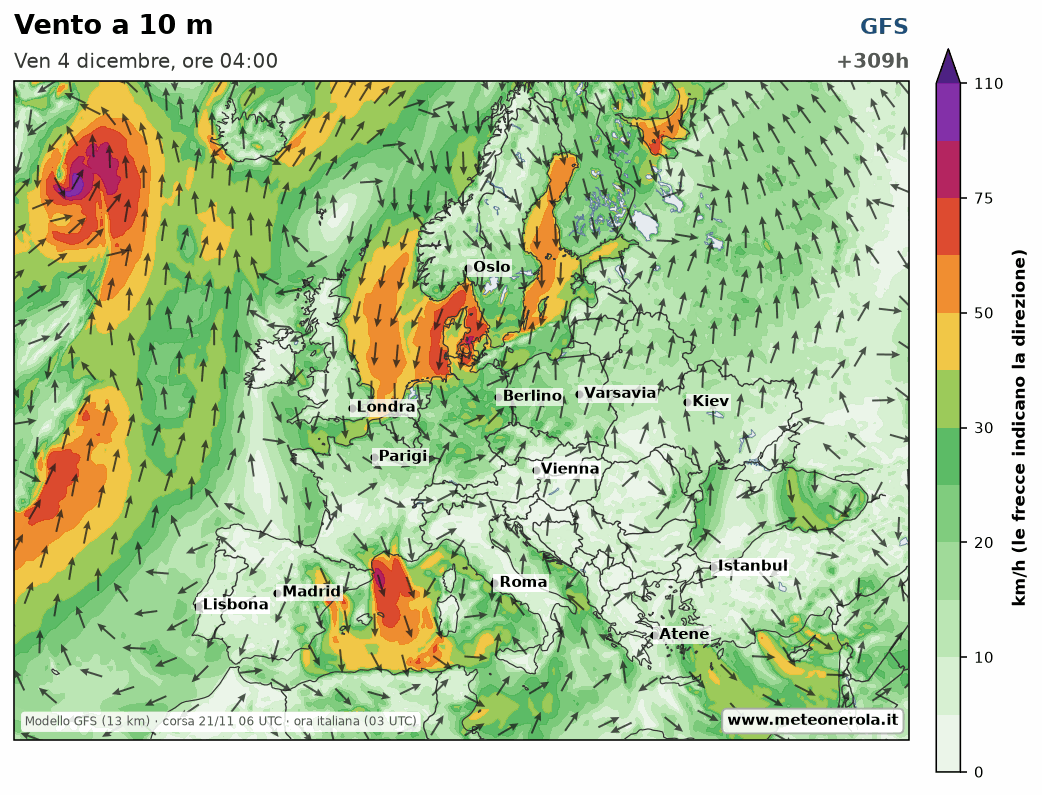 Vento a 10 m
GFS
Ven 4 dicembre, ore 04:00
+309h
110
75
50
30
20
10
0
km/h (le frecce indicano la direzione)
Oslo
Londra
Berlino
Varsavia
Kiev
Parigi
Vienna
Istanbul
Roma
Madrid
Lisbona
Atene
Modello GFS (13 km) · corsa 21/11 06 UTC · ora italiana (03 UTC)
www.meteonerola.it